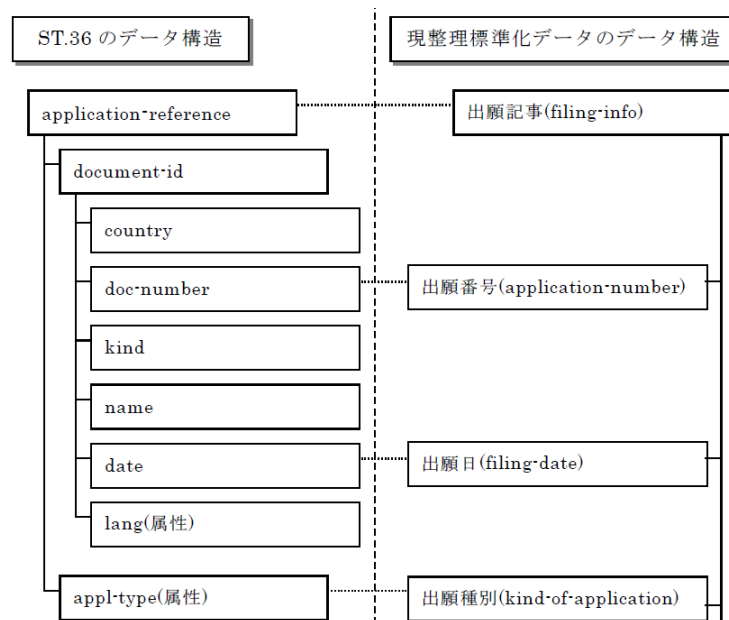 ST.36 のデータ構造
現整理標準化データのデータ構造
application-reference
出願記事(filing-info)
document-id
country
doc-number
出願番号(application-number)
kind
name
date
出願日(filing-date)
lang(属性)
appl-type(属性)
出願種別(kind-of-application)